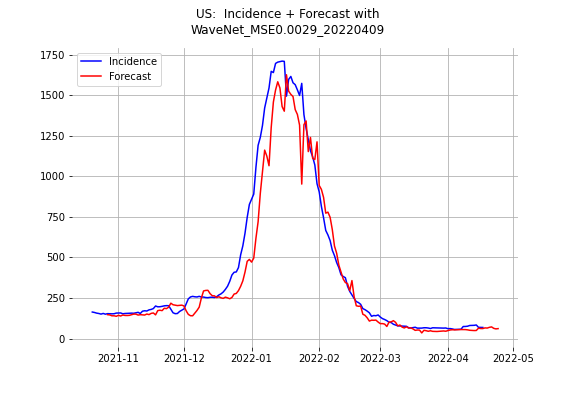 US:  Incidence + Forecast with
WaveNet_MSE0.0029_20220409
Incidence
Forecast
1750
1500
1250
1000
750
500
250
0
2021-11 2021-12 2022-01 2022-02 2022-03 2022-04 2022-05